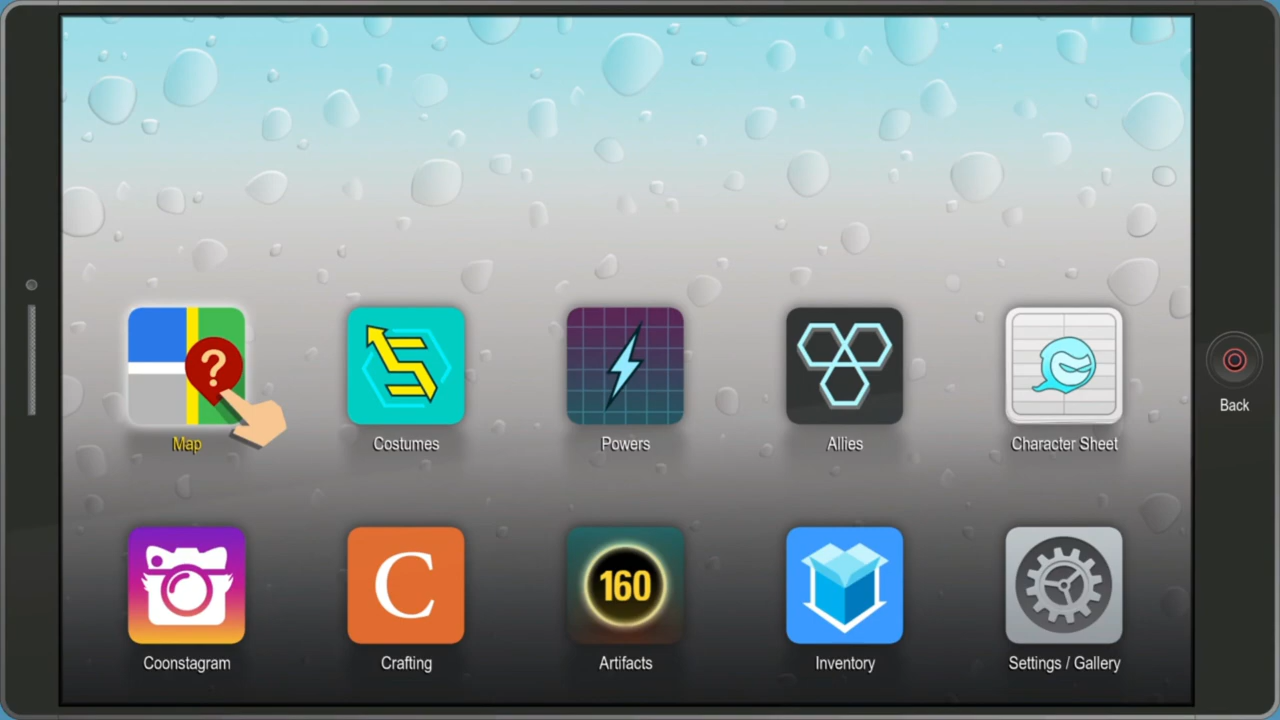 ?
Map
Costumes
Powers
Allies
Character Sheet
Back
Coonstagram
C
Crafting
160
Artifacts
Inventory
Settings / Gallery